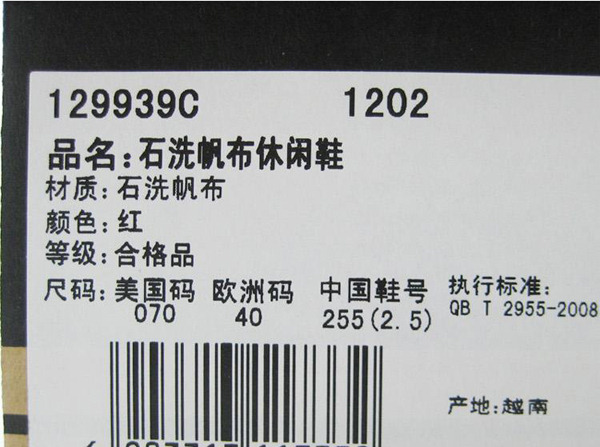 129939C 1202
品名:石洗帆布休闲鞋
材质:石洗帆布
颜色:红
等级:合格品
尺码: 美国码 欧洲码 中国鞋号
070 40 255(2.5)
执行标准:
QB T 2955-2008
产地:越南